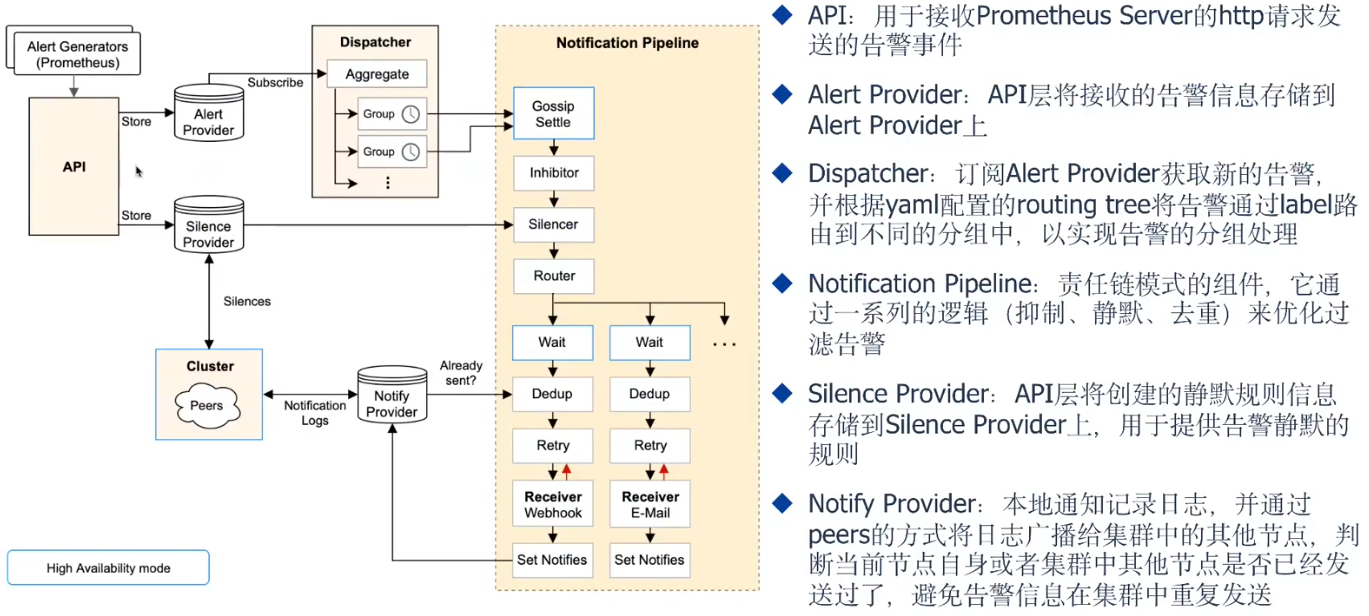 Alert Generators
(Prometheus)
API
Store
Store
Alert
Provider
Silence
Provider
Subscribe
Dispatcher
Aggregate
Group
Group
Silences
Cluster
Peers
Notification
Logs
Notify
Provider
Already
sent?
High Availability mode
Notification Pipeline
Gossip
Settle
Inhibitor
Silencer
Router
Wait
Wait
...
Dedup
Dedup
Retry
Retry
Receiver
Webhook
Receiver
E-Mail
Set Notifies
Set Notifies
API：用于接收Prometheus Server的http请求发
送的告警事件
Alert Provider：API层将接收的告警信息存储到
Alert Provider上
Dispatcher：订阅Alert Provider获取新的告警，
并根据yaml配置的routing tree将告警通过label路
由到不同的分组中，以实现告警的分组处理
Notification Pipeline：责任链模式的组件，它通
过一系列的逻辑（抑制、静默、去重）来优化过
滤告警
Silence Provider：API层将创建的静默规则信息
存储到Silence Provider上，用于提供告警静默的
规则
Notify Provider：本地通知记录日志，并通过
peers的方式将日志广播给集群中的其他节点，判
断当前节点自身或者集群中其他节点是否已经发
送过了，避免告警信息在集群中重复发送